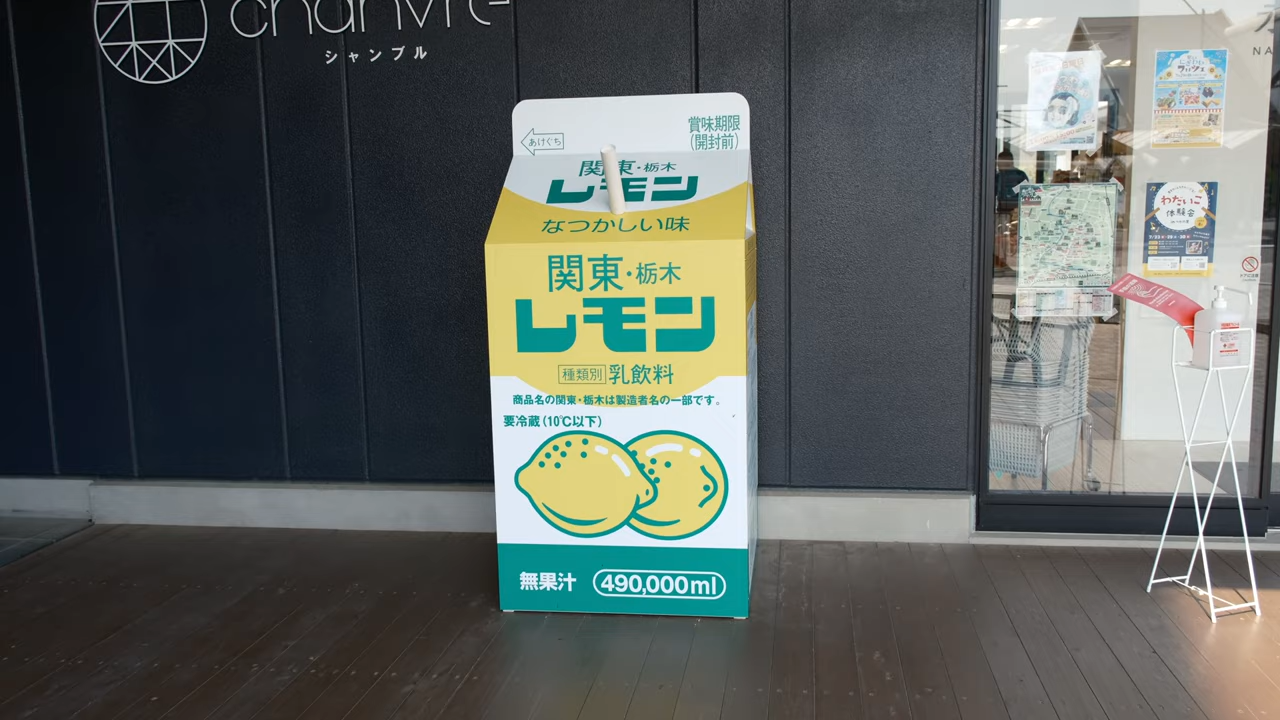 chanvre
シャンブル
あけくち
賞味期限
(開封前)
関東・栃木
レモン
なつかしい味
関東・栃木
レモン
種類別 乳飲料
商品名の関東・栃木は製造者名の一部です。
要冷蔵(10℃以下)
無果汁 490,000ml
わたいこ
体験会
NA